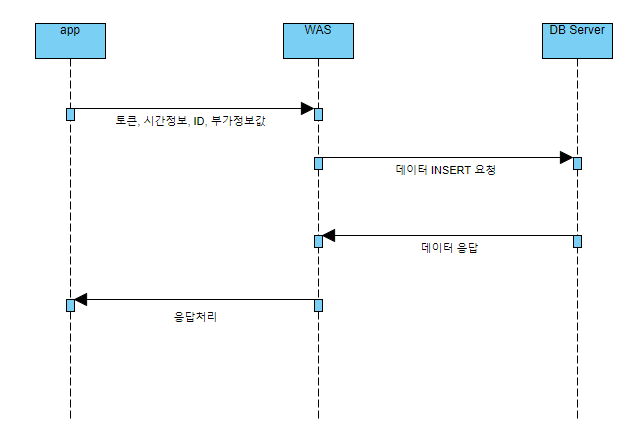 app
WAS
DB Server
토큰, 시간정보, ID, 부가정보값
데이터 INSERT 요청
데이터 응답
응답처리